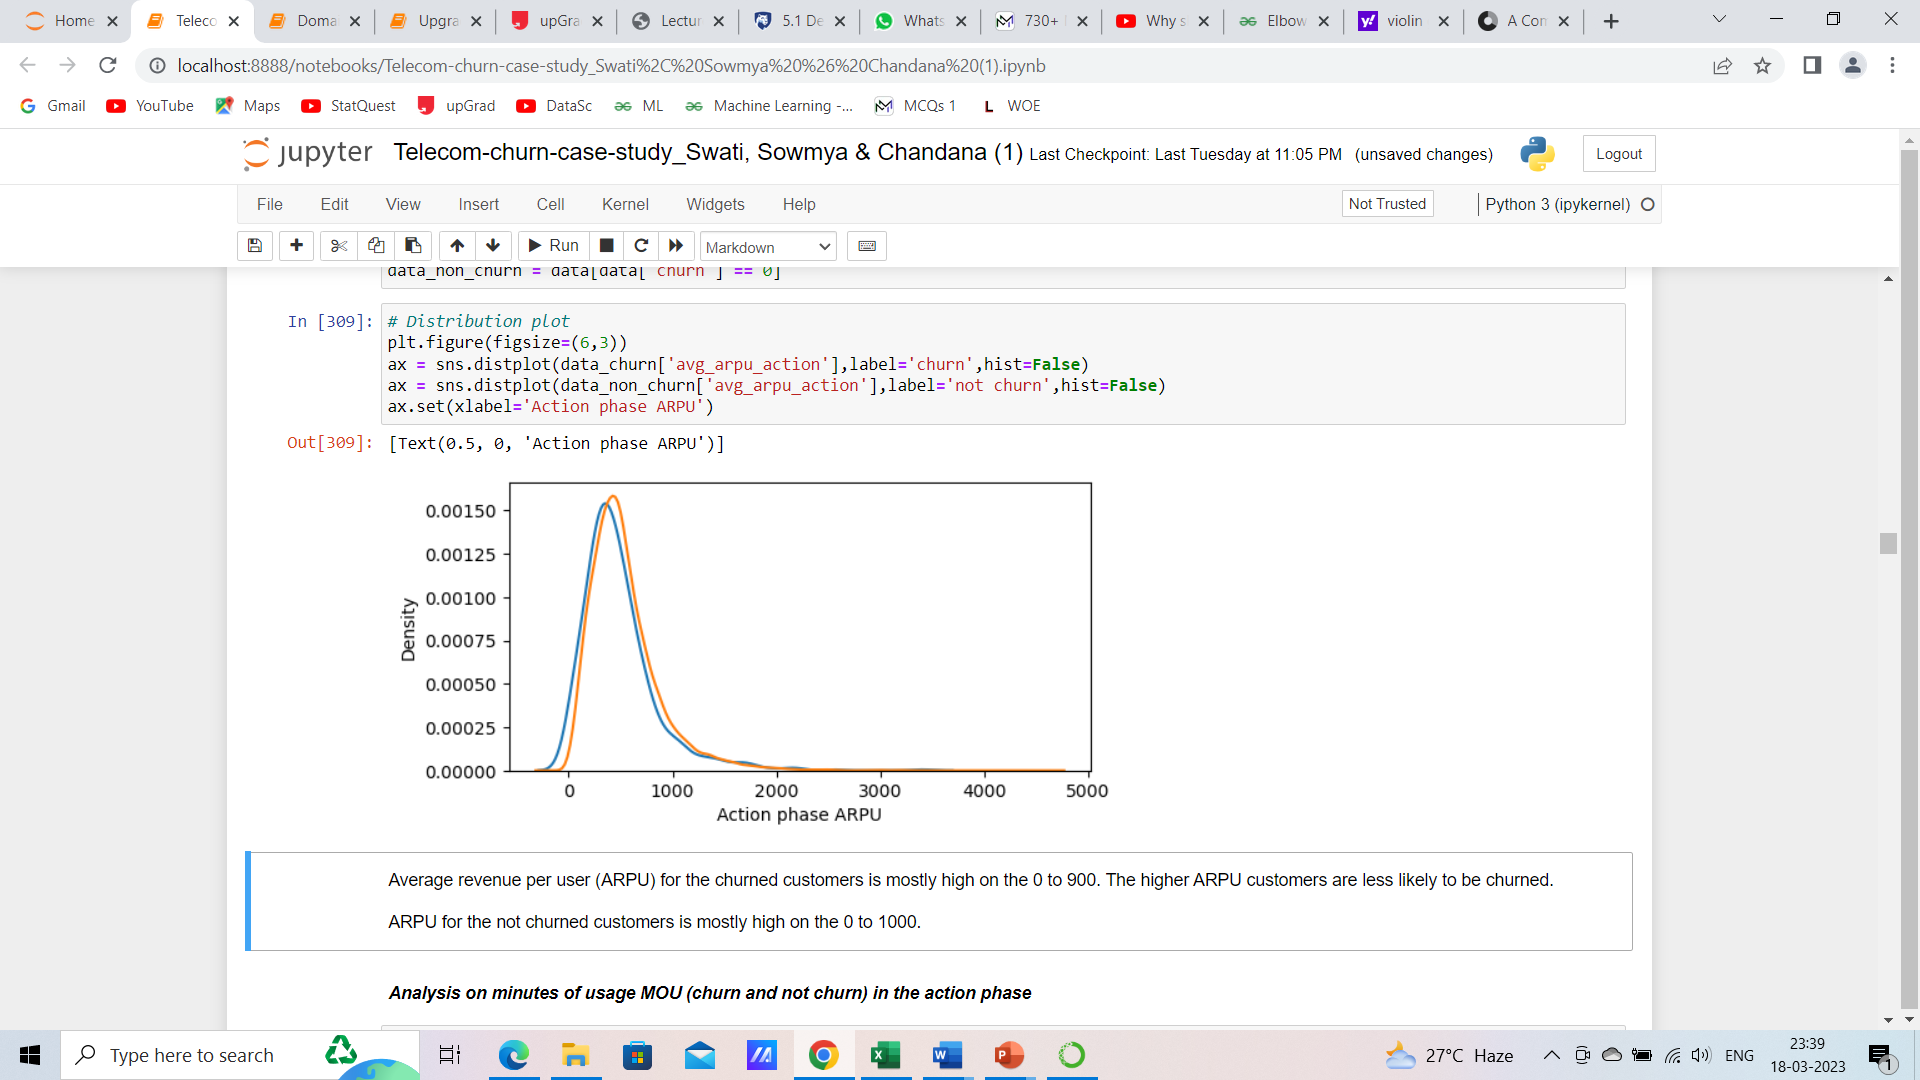 Home
Teleco
Doma
Upgra
upGra
Lectur
5.1 De
Whats
730+
Why s
Elbow
violin
A Con
localhost:8888/notebooks/Telecom-churn-case-study_Swati%2C%20Sowmya%20%26%20Chandana%20(1).ipynb
Gmail
YouTube
Maps
StatQuest
upGrad
DataSc
ML
Machine Learning -...
MCQs 1
L WOE
jupyter Telecom-churn-case-study_Swati, Sowmya & Chandana (1) Last Checkpoint: Last Tuesday at 11:05 PM (unsaved changes)
Logout
File Edit View Insert Cell Kernel Widgets Help
Not Trusted
Python 3 (ipykernel)
Run
Markdown
data_non_churn = data[data['churn'] == 0]
In [309]:
# Distribution plot
plt.figure(figsize=(6,3))
ax = sns.distplot(data_churn['avg_arpu_action'],label='churn',hist=False)
ax = sns.distplot(data_non_churn['avg_arpu_action'],label='not churn',hist=False)
ax.set(xlabel='Action phase ARPU')
Out[309]: [Text(0.5, 0, 'Action phase ARPU')]
0.00150
0.00125
0.00100
0.00075
0.00050
0.00025
0.00000
Density
0 1000 2000 3000 4000 5000
Action phase ARPU
Average revenue per user (ARPU) for the churned customers is mostly high on the 0 to 900. The higher ARPU customers are less likely to be churned.
ARPU for the not churned customers is mostly high on the 0 to 1000.
Analysis on minutes of usage MOU (churn and not churn) in the action phase
Type here to search
27°C Haze
ENG
23:39
18-03-2023
1